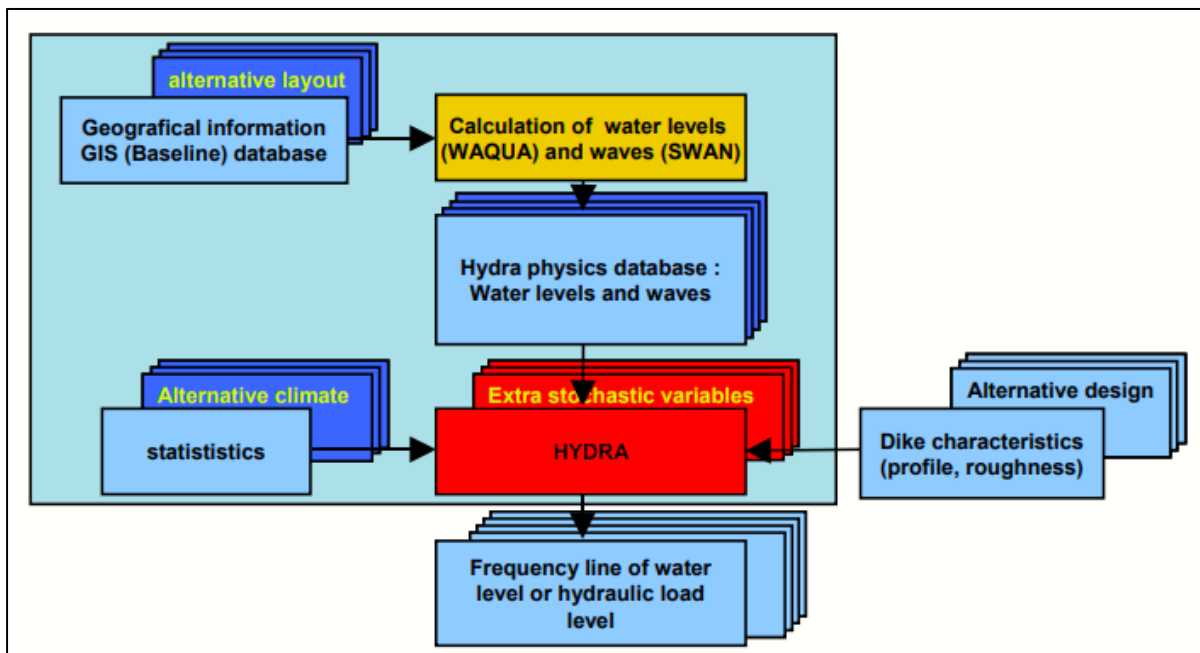 alternative layout
Geografical information
GIS (Baseline) database
Calculation of water levels
(WAQUA) and waves (SWAN)
Hydra physics database :
Water levels and waves
Alternative climate
statististics
Extra stochastic variables
HYDRA
Alternative design
Dike characteristics
(profile, roughness)
Frequency line of water
level or hydraulic load
level